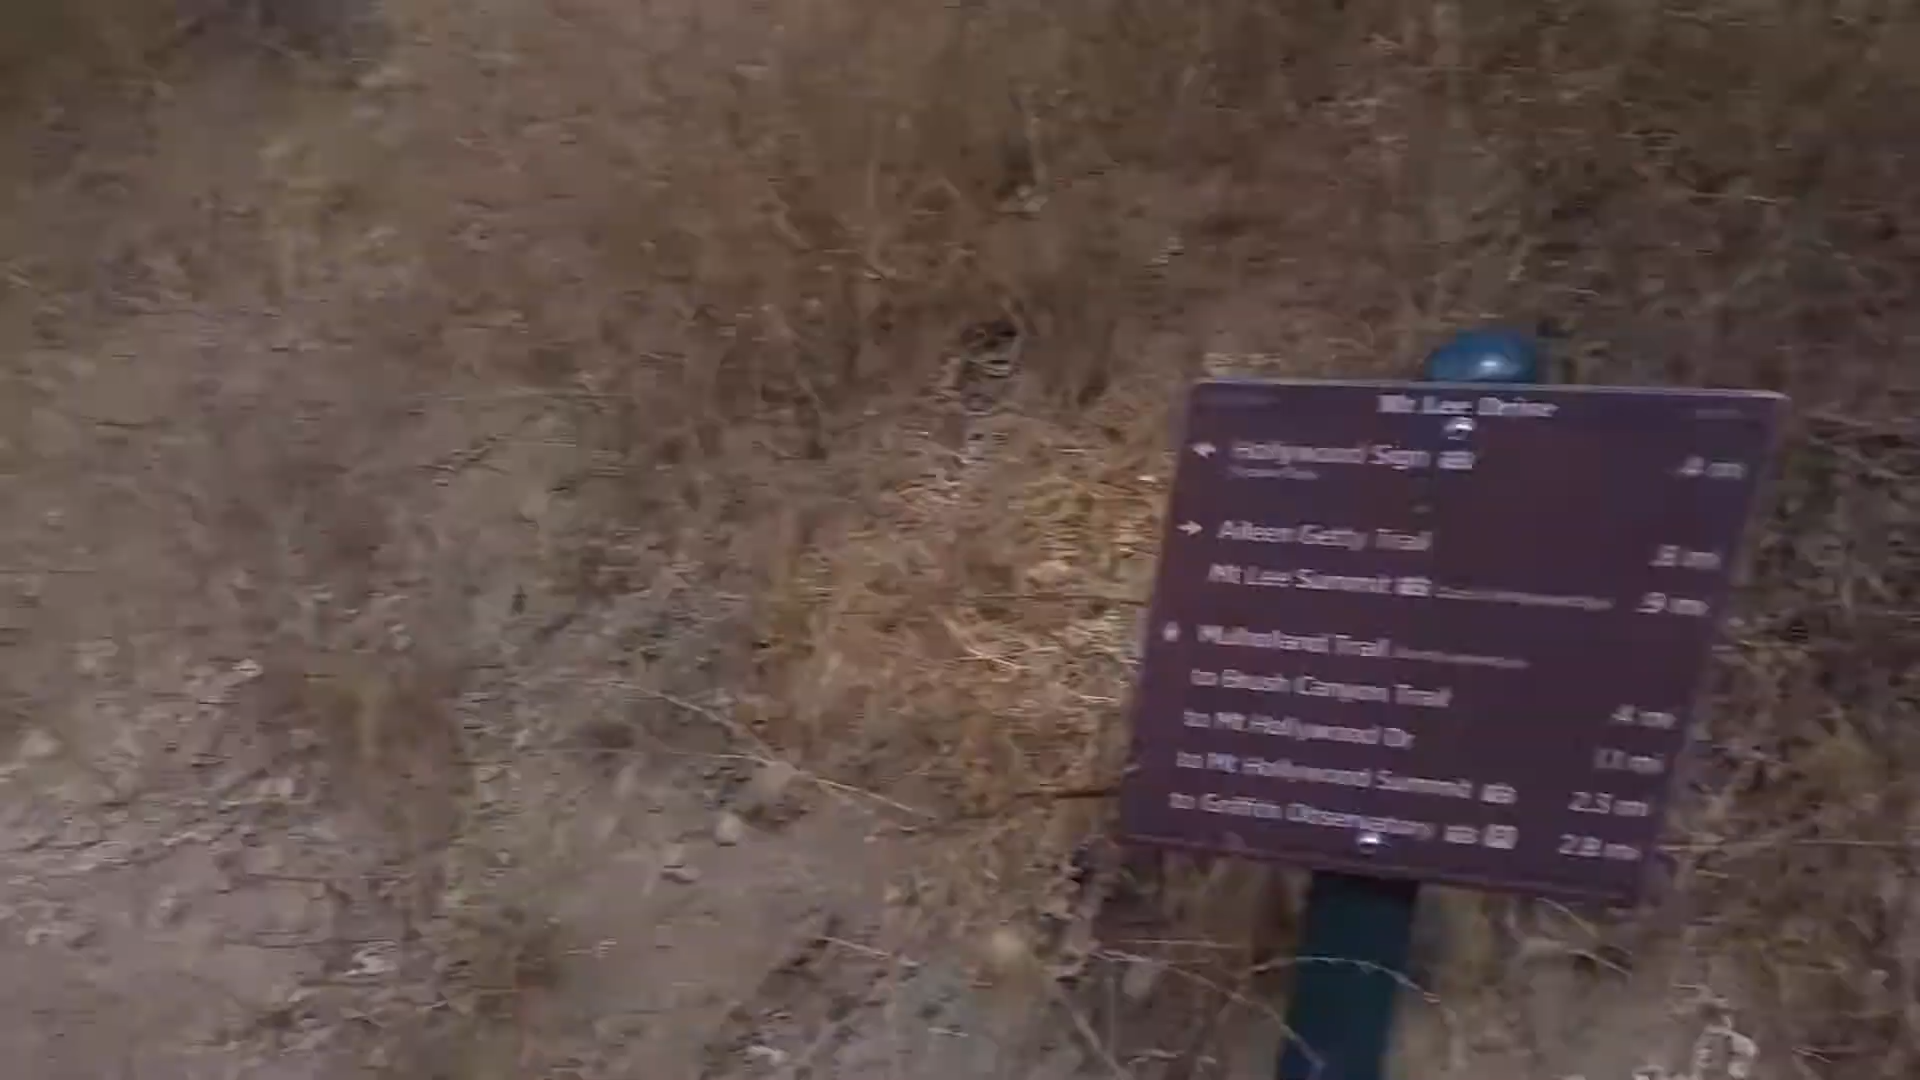 Mt Lee Drive
Hollywood Sign .4 mi
Aileen Getty Trail .8 mi
Mt Lee Summit .9 mi
Mulholland Trail
to Brush Canyon Trail .4 mi
to Mt Hollywood Dr 1.1 mi
to Mt Hollywood Summit 2.3 mi
to Griffith Observatory 2.8 mi